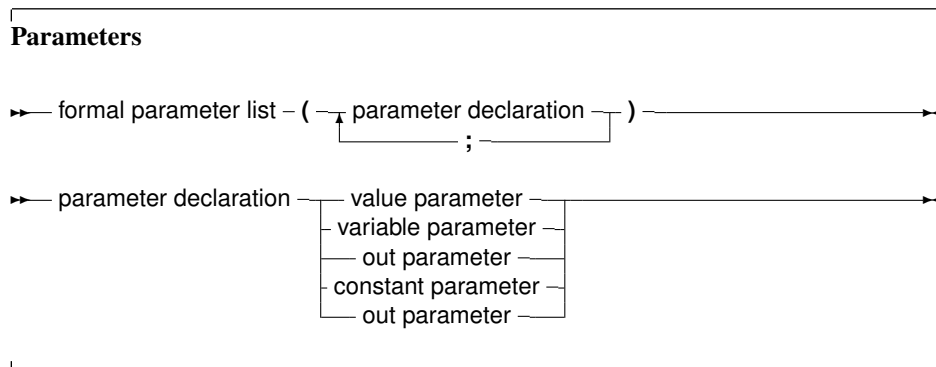 Parameters
formal parameter list ( parameter declaration )
;
parameter declaration value parameter
variable parameter
out parameter
constant parameter
out parameter